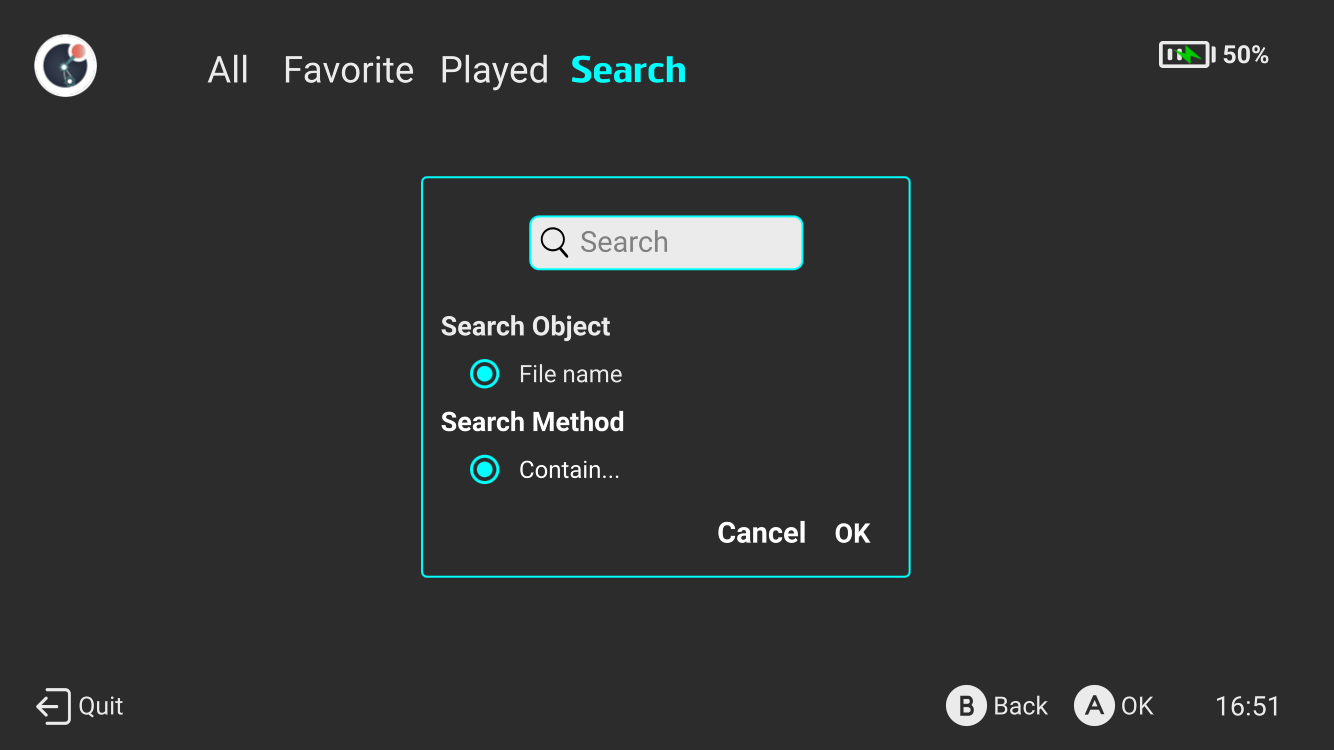 All Favorite Played Search
50%
Search
Search Object
File name
Search Method
Contain...
Cancel OK
Quit
B Back A OK 16:51